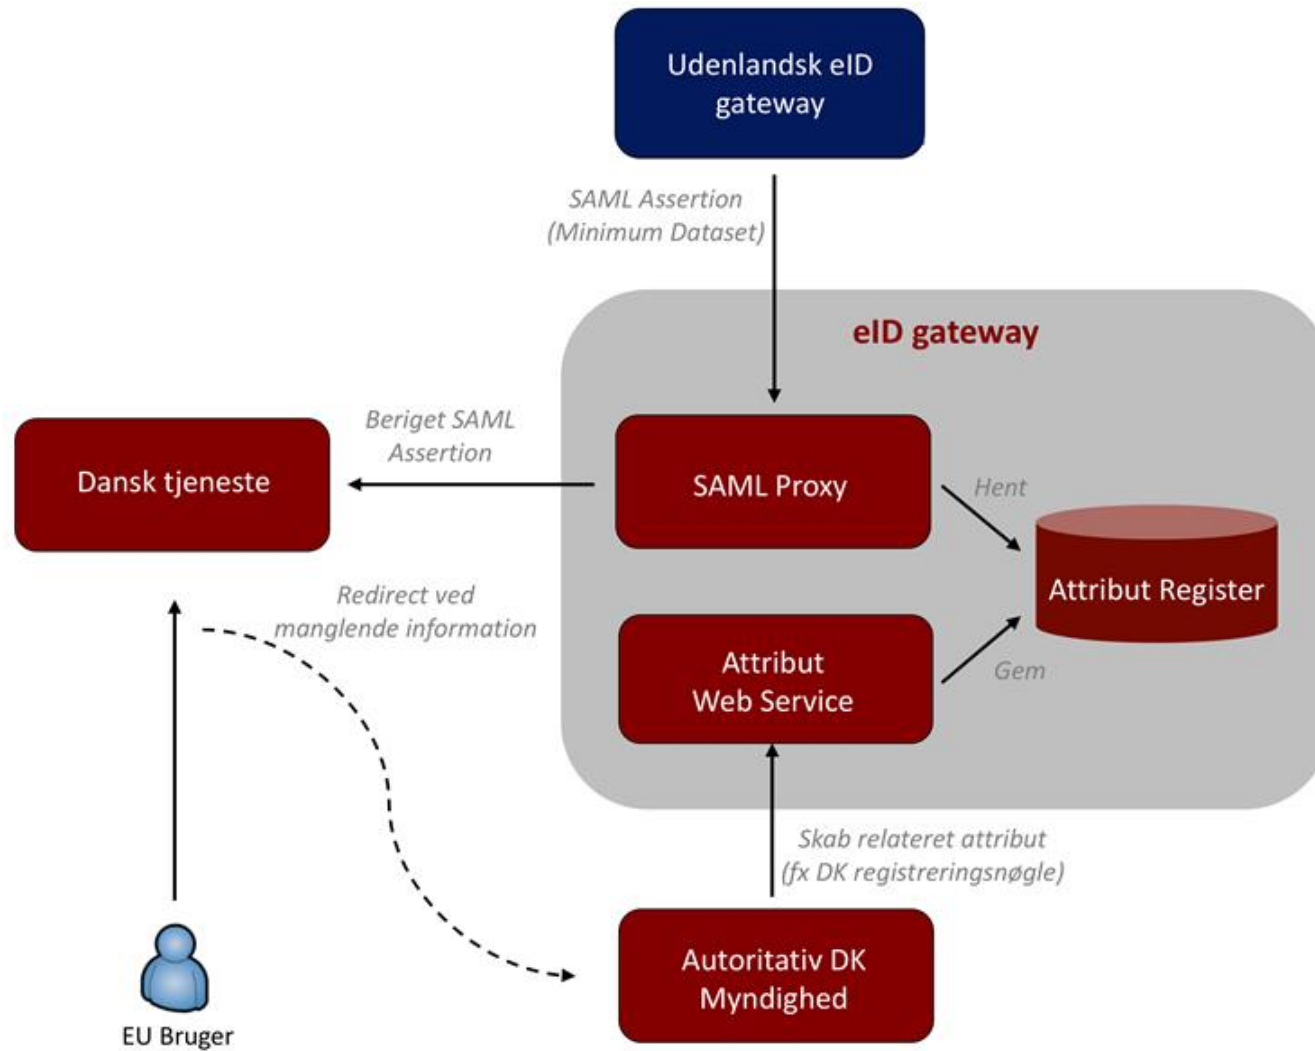 Udenlandsk eID
gateway
SAML Assertion
(Minimum Dataset)
eID gateway
Beriget SAML
Assertion
Dansk tjeneste
SAML Proxy
Hent
Attribut Register
Redirect ved
manglende information
Attribut
Web Service
Gem
Skab relateret attribut
(fx DK registreringsnøgle)
Autoritativ DK
Myndighed
EU Bruger